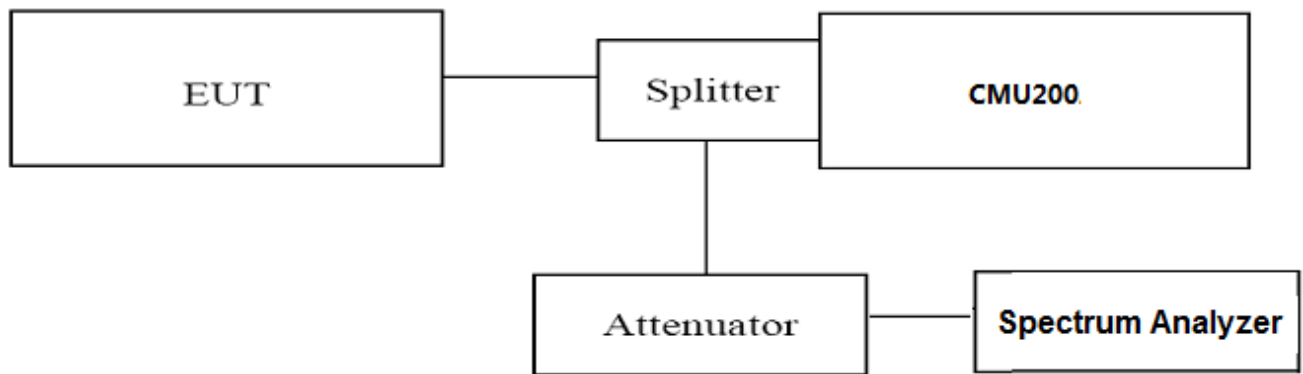 EUT
Splitter
CMU200
Attenuator
Spectrum Analyzer